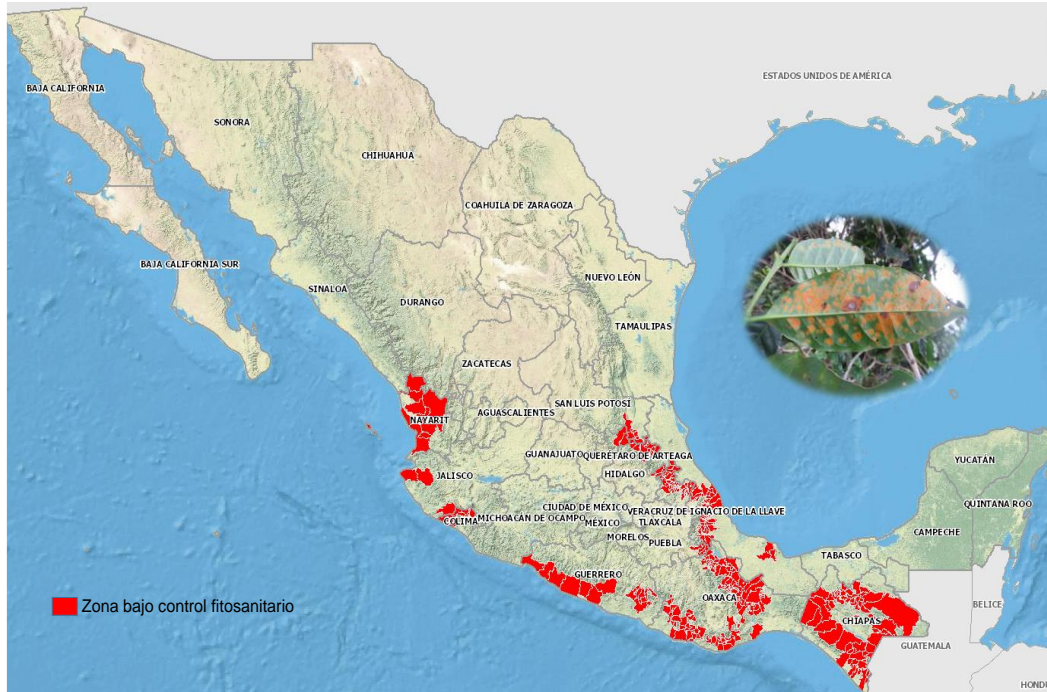 ESTADOS UNIDOS DE AMÉRICA
BAJA CALIFORNIA
SONORA
CHIHUAHUA
COAHUILA DE ZARAGOZA
BAJA CALIFORNIA SUR
NUEVO LEÓN
SINALOA
DURANGO
TAMAULIPAS
ZACATECAS
SAN LUIS POTOSÍ
AGUASCALIENTES
NAYARIT
GUANAJUATO
QUERÉTARO DE ARTEAGA
YUCATÁN
HIDALGO
JALISCO
QUINTANA ROO
CIUDAD DE MÉXICO
VERACRUZ DE IGNACIO DE LA LLAVE
COLIMA
MICHOACÁN DE OCAMPO
MÉXICO
TLAXCALA
CAMPECHE
MORELOS
PUEBLA
TABASCO
GUERRERO
OAXACA
BELICE
Zona bajo control fitosanitario
CHIAPAS
GUATEMALA
HONDU